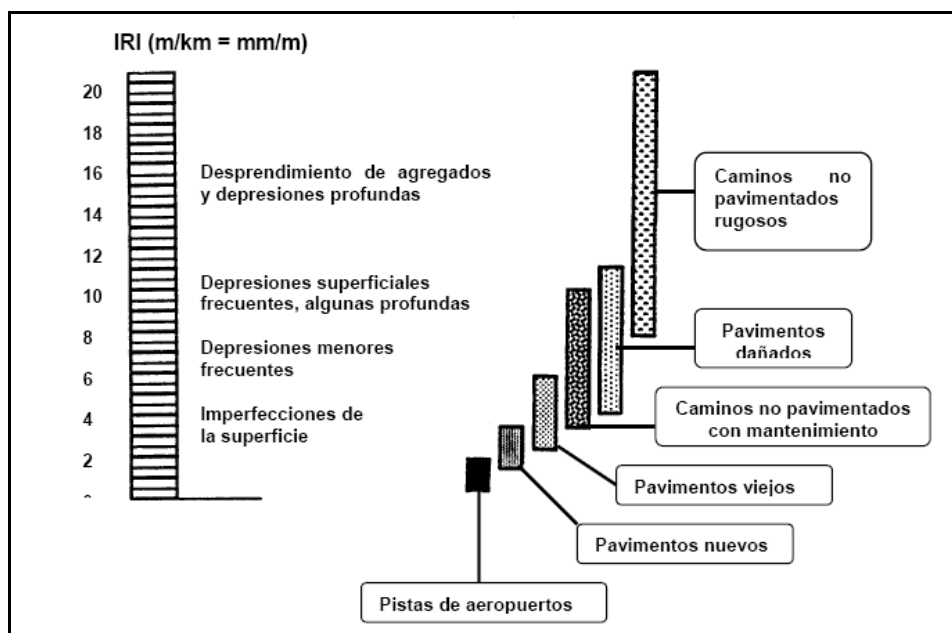 IRI (m/km = mm/m)
20
18
16
14
12
10
8
6
4
2
Desprendimiento de agregados
y depresiones profundas
Depresiones superficiales
frecuentes, algunas profundas
Depresiones menores
frecuentes
Imperfecciones de
la superficie
Caminos no
pavimentados
rugosos
Pavimentos
dañados
Caminos no pavimentados
con mantenimiento
Pavimentos viejos
Pavimentos nuevos
Pistas de aeropuertos